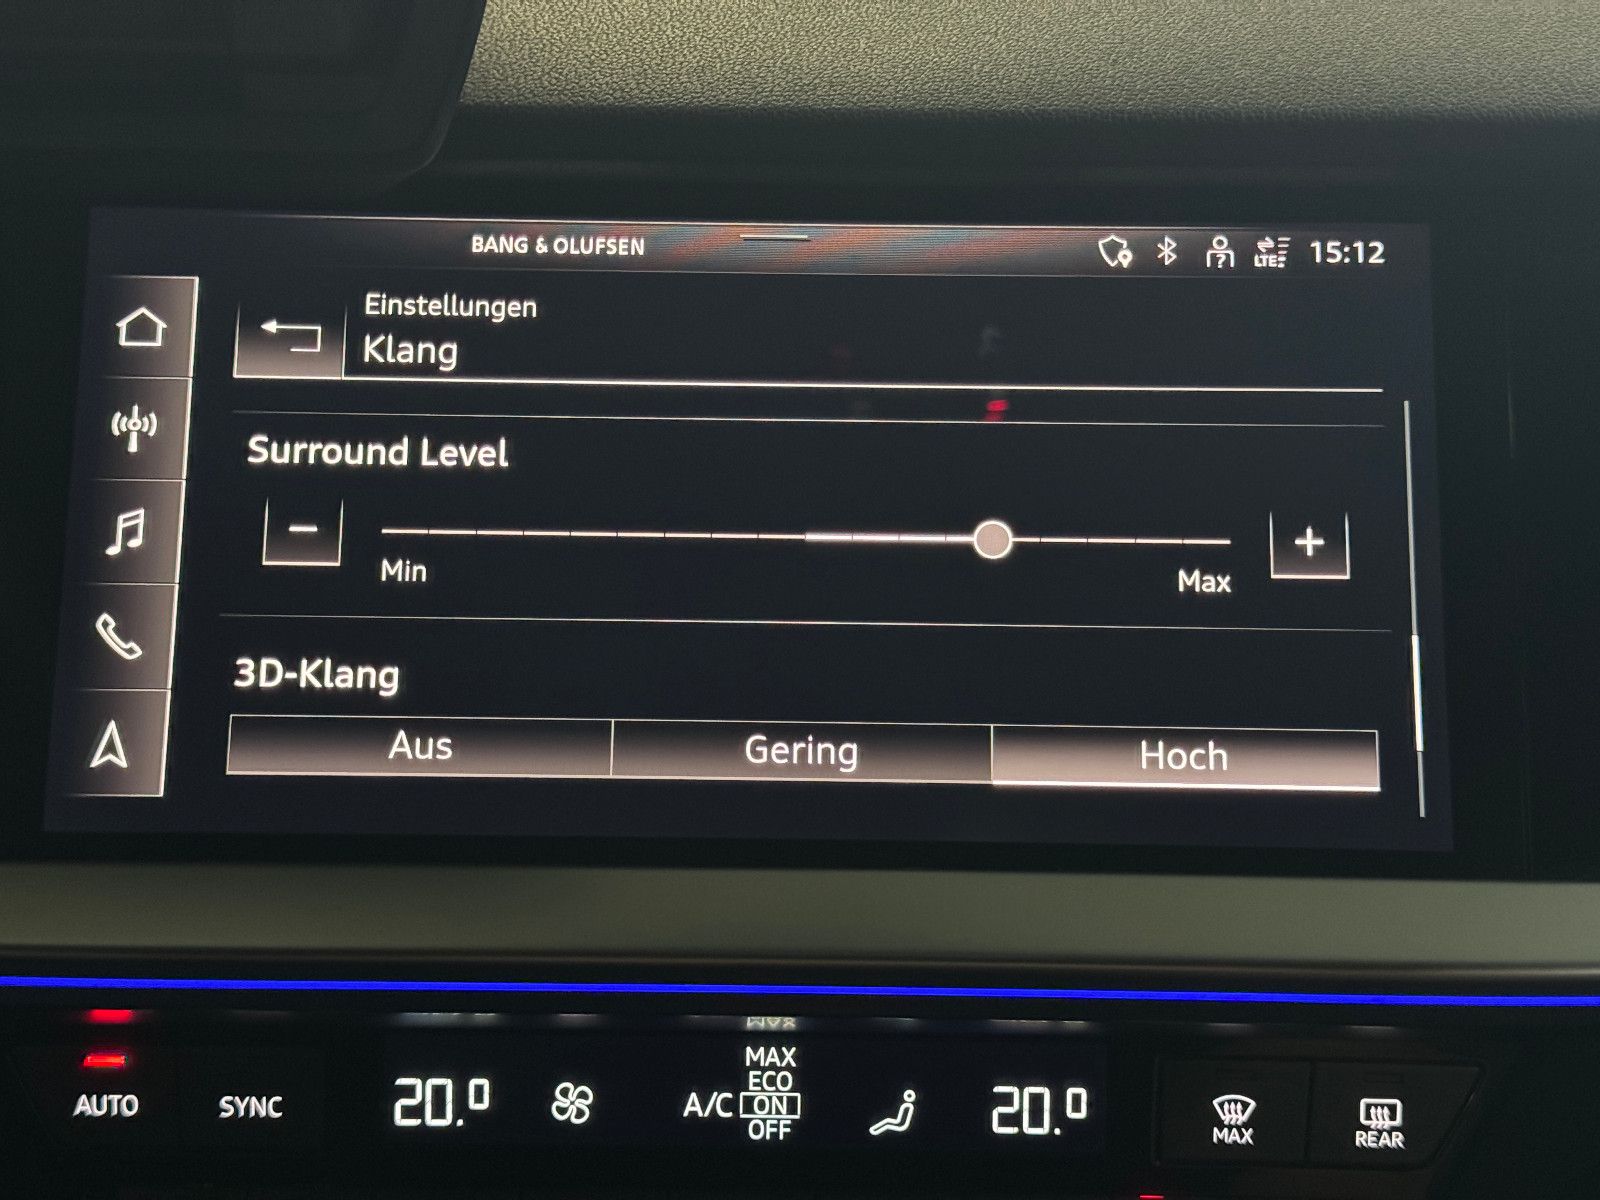 BANG & OLUFSEN
LTE 15:12
Einstellungen
Klang
Surround Level
− +
Min Max
3D-Klang
Aus Gering Hoch
MAX
ECO
AUTO SYNC 20.0 A/C ON 20.0
OFF
MAX REAR